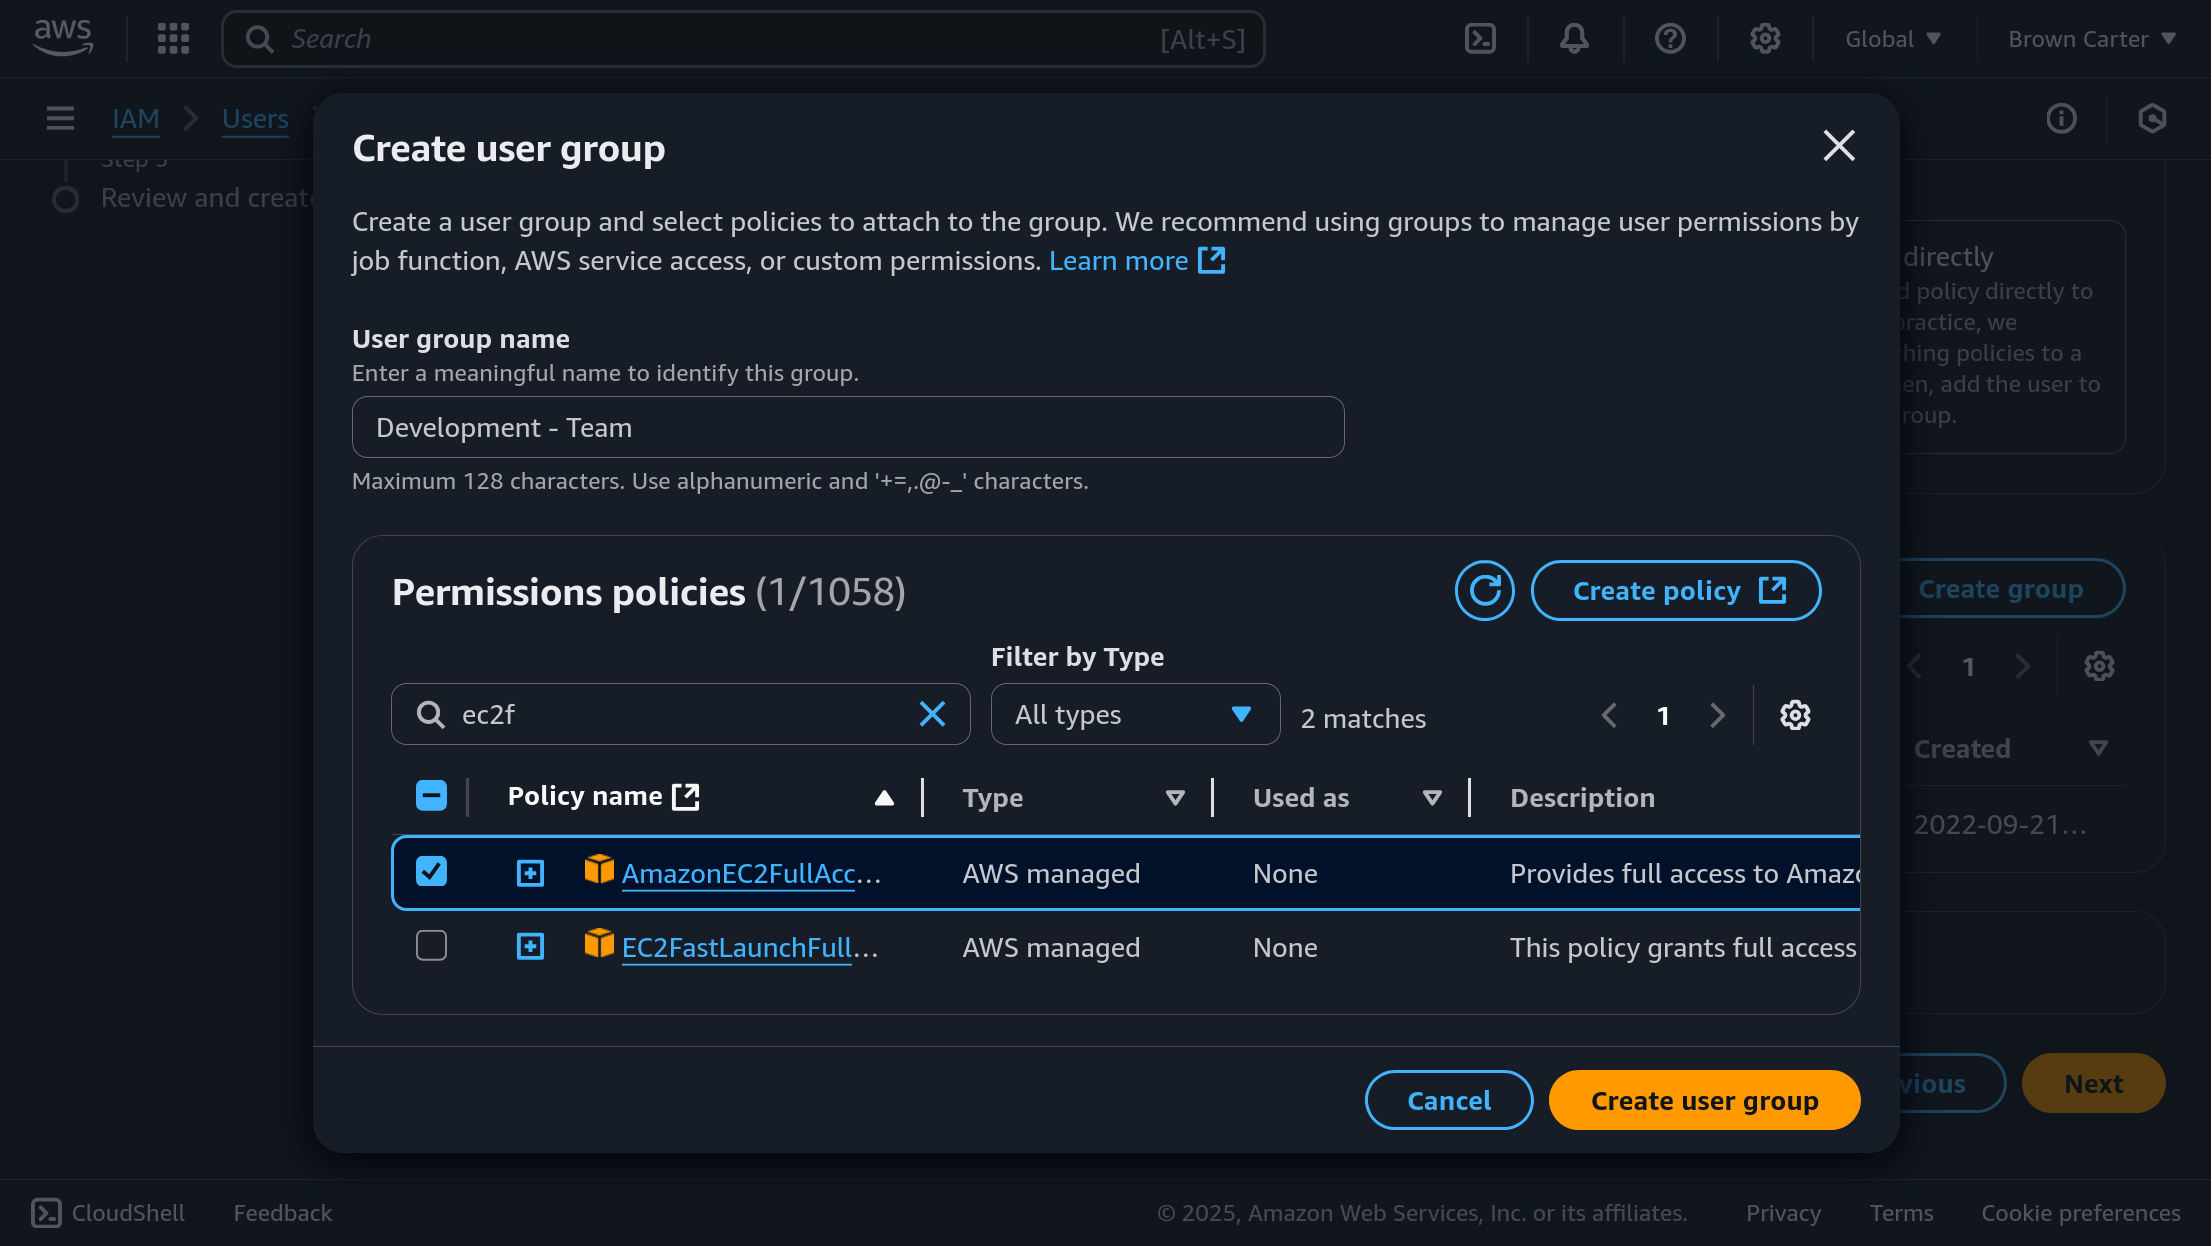 aws
Search [Alt+S]
Global
Brown Carter
IAM
Users
Step 3
Review and create
Create user group
Create a user group and select policies to attach to the group. We recommend using groups to manage user permissions by
job function, AWS service access, or custom permissions. Learn more
User group name
Enter a meaningful name to identify this group.
Development - Team
Maximum 128 characters. Use alphanumeric and '+=,.@-_' characters.
directly
policy directly to
practice, we
policies to a
add the user to
Permissions policies (1/1058)
Create policy
Create group
Filter by Type
ec2f
All types
2 matches
1
1
Policy name
Type
Used as
Description
Created
AmazonEC2FullAcc...
AWS managed
None
Provides full access to
2022-09-21...
EC2FastLaunchFull...
AWS managed
None
This policy grants full access
Cancel
Create user group
Next
CloudShell
Feedback
© 2025, Amazon Web Services, Inc. or its affiliates.
Privacy
Terms
Cookie preferences